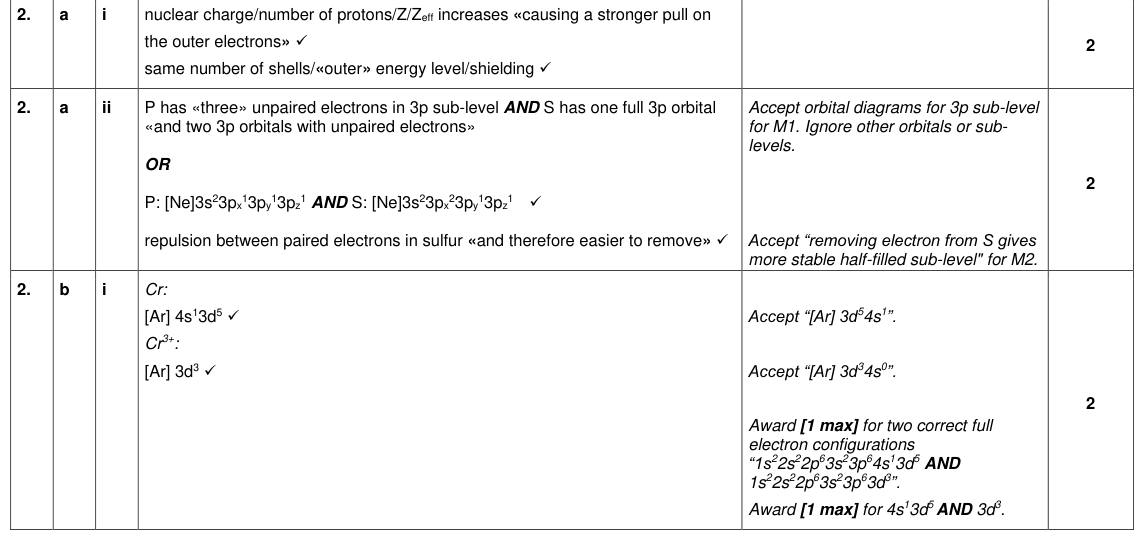 2. a i nuclear charge/number of protons/Z/Zeff increases «causing a stronger pull on
the outer electrons» ✓
same number of shells/«outer» energy level/shielding ✓
2
2. a ii P has «three» unpaired electrons in 3p sub-level AND S has one full 3p orbital
«and two 3p orbitals with unpaired electrons»
OR
P: [Ne]3s²3pₓ¹3pᵧ¹3p_z¹ AND S: [Ne]3s²3pₓ²3pᵧ¹3p_z¹ ✓
repulsion between paired electrons in sulfur «and therefore easier to remove» ✓
Accept orbital diagrams for 3p sub-level
for M1. Ignore other orbitals or sub-
levels.
Accept “removing electron from S gives
more stable half-filled sub-level" for M2.
2
2. b i Cr:
[Ar] 4s¹3d⁵ ✓
Cr³⁺:
[Ar] 3d³ ✓
Accept “[Ar] 3d⁵4s¹”.
Accept “[Ar] 3d³4s⁰”.
Award [1 max] for two correct full
electron configurations
“1s²2s²2p⁶3s²3p⁶4s¹3d⁵ AND
1s²2s²2p⁶3s²3p⁶3d³”.
Award [1 max] for 4s¹3d⁵ AND 3d³.
2